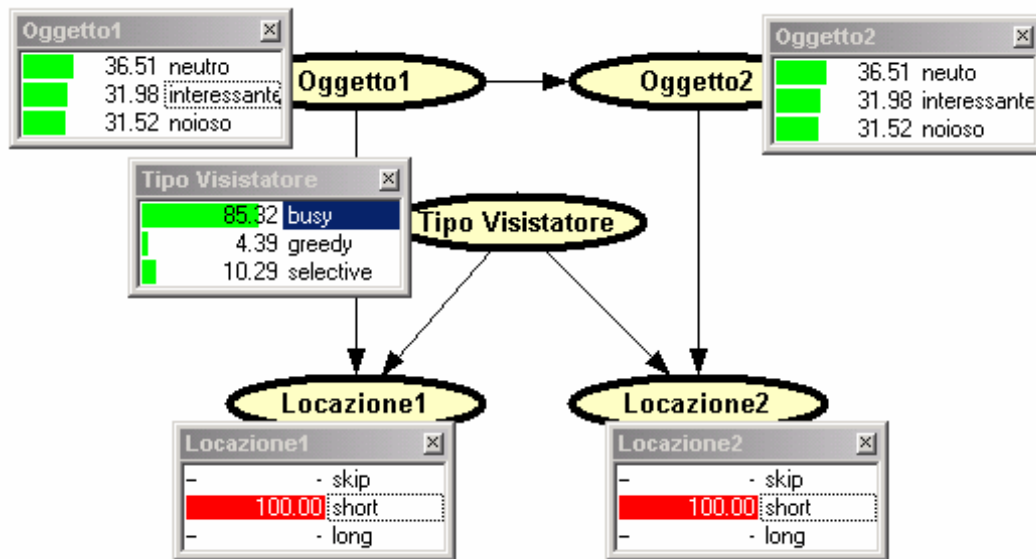 Oggetto1
36.51 neutro
31.98 interessante
31.52 noioso
Oggetto1
Oggetto2
Oggetto2
36.51 neuto
31.98 interessante
31.52 noioso
Tipo Visistatore
85.32 busy
4.39 greedy
10.29 selective
Tipo Visistatore
Locazione1
Locazione2
Locazione1
- - skip
100.00 short
- - long
Locazione2
- - skip
100.00 short
- - long